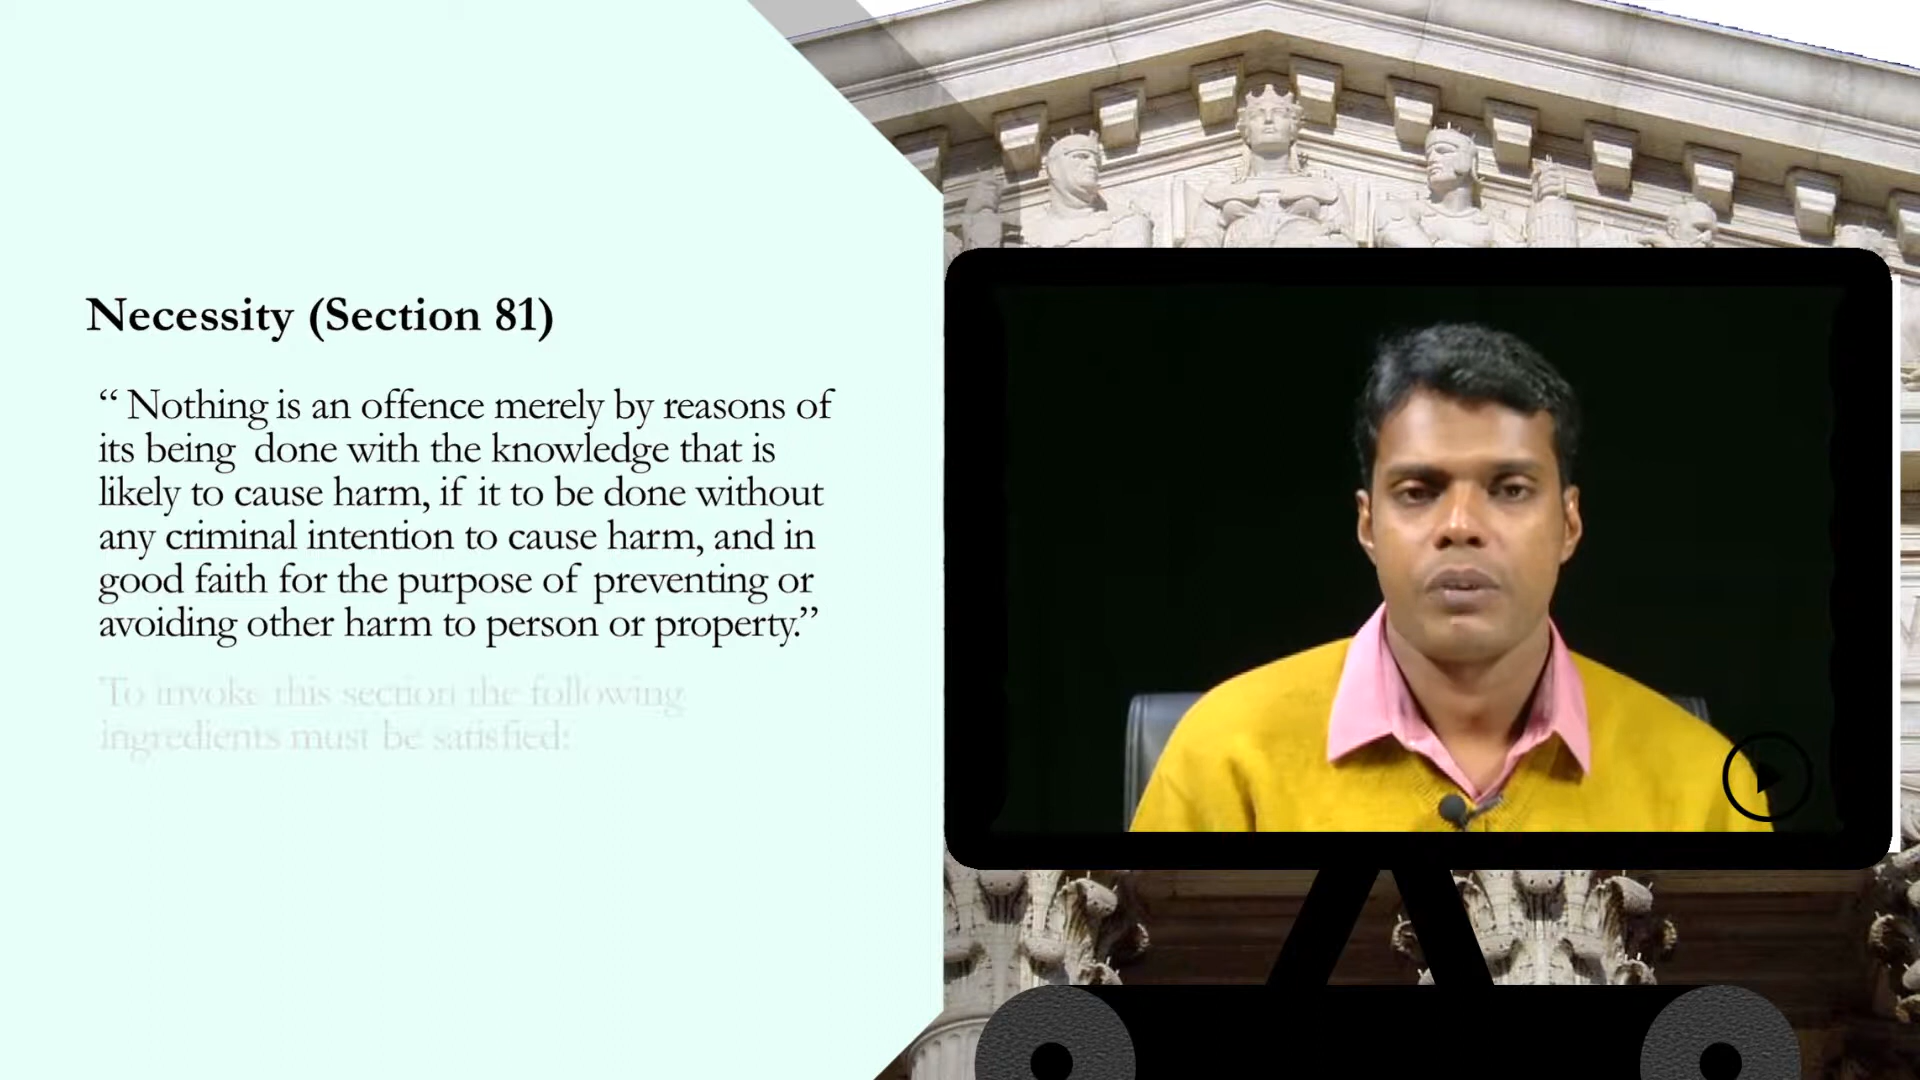 Necessity (Section 81)
“ Nothing is an offence merely by reasons of
its being done with the knowledge that is
likely to cause harm, if it to be done without
any criminal intention to cause harm, and in
good faith for the purpose of preventing or
avoiding other harm to person or property.”
To invoke this section the following
ingredients must be satisfied: